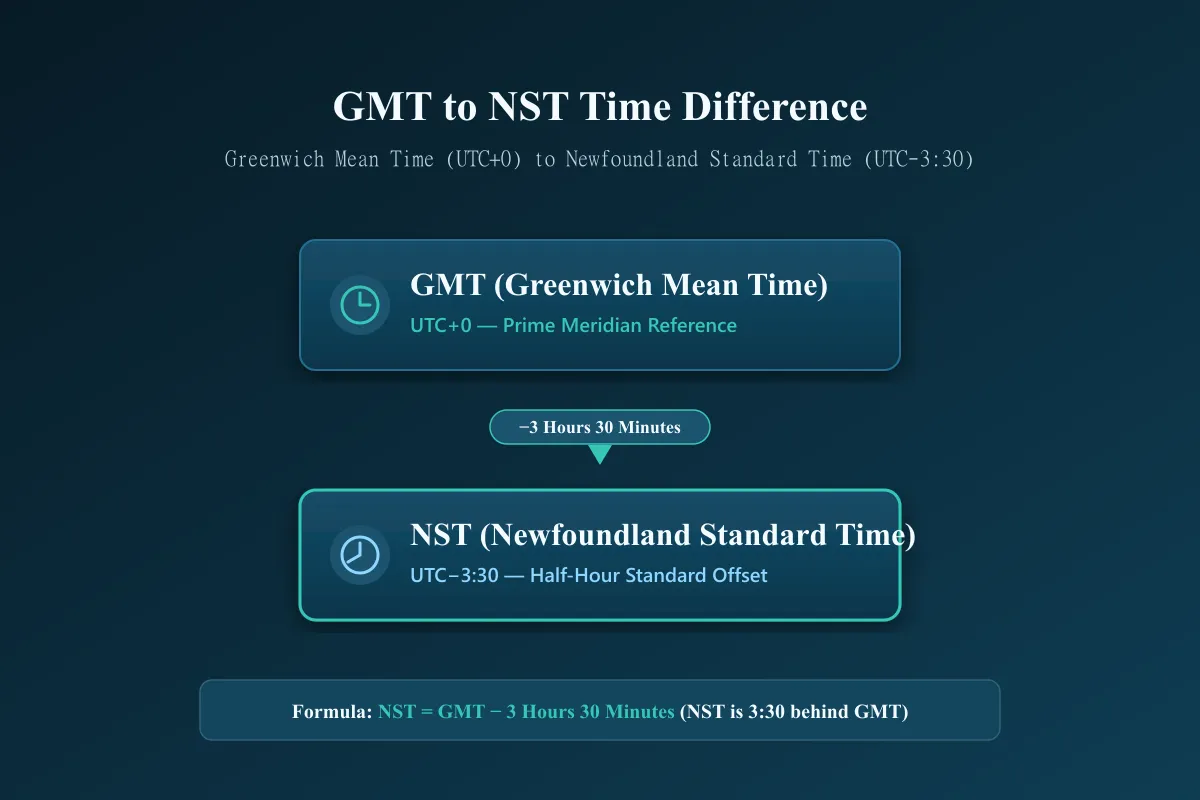 GMT to NST Time Difference
Greenwich Mean Time (UTC+0) to Newfoundland Standard Time (UTC−3:30)
GMT (Greenwich Mean Time)
UTC+0 — Prime Meridian Reference
−3 Hours 30 Minutes
NST (Newfoundland Standard Time)
UTC−3:30 — Half-Hour Standard Offset
Formula: NST = GMT − 3 Hours 30 Minutes (NST is 3:30 behind GMT)